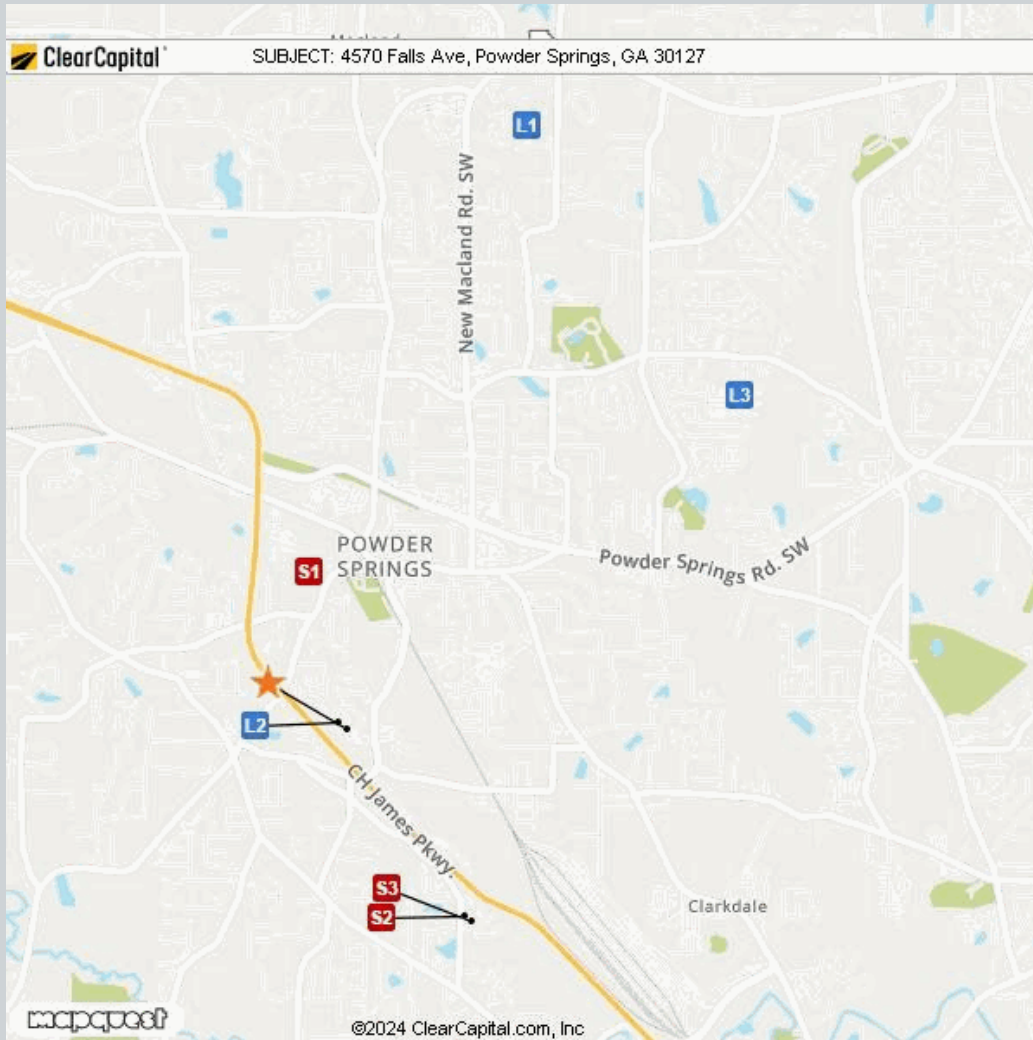 ClearCapital
SUBJECT: 4570 Falls Ave, Powder Springs, GA 30127
L1
New Macland Rd. SW
L3
POWDER
SPRINGS
S1
Powder Springs Rd. SW
L2
CH James Pkwy.
S3
S2
Clarkdale
mapquest
©2024 ClearCapital.com, Inc